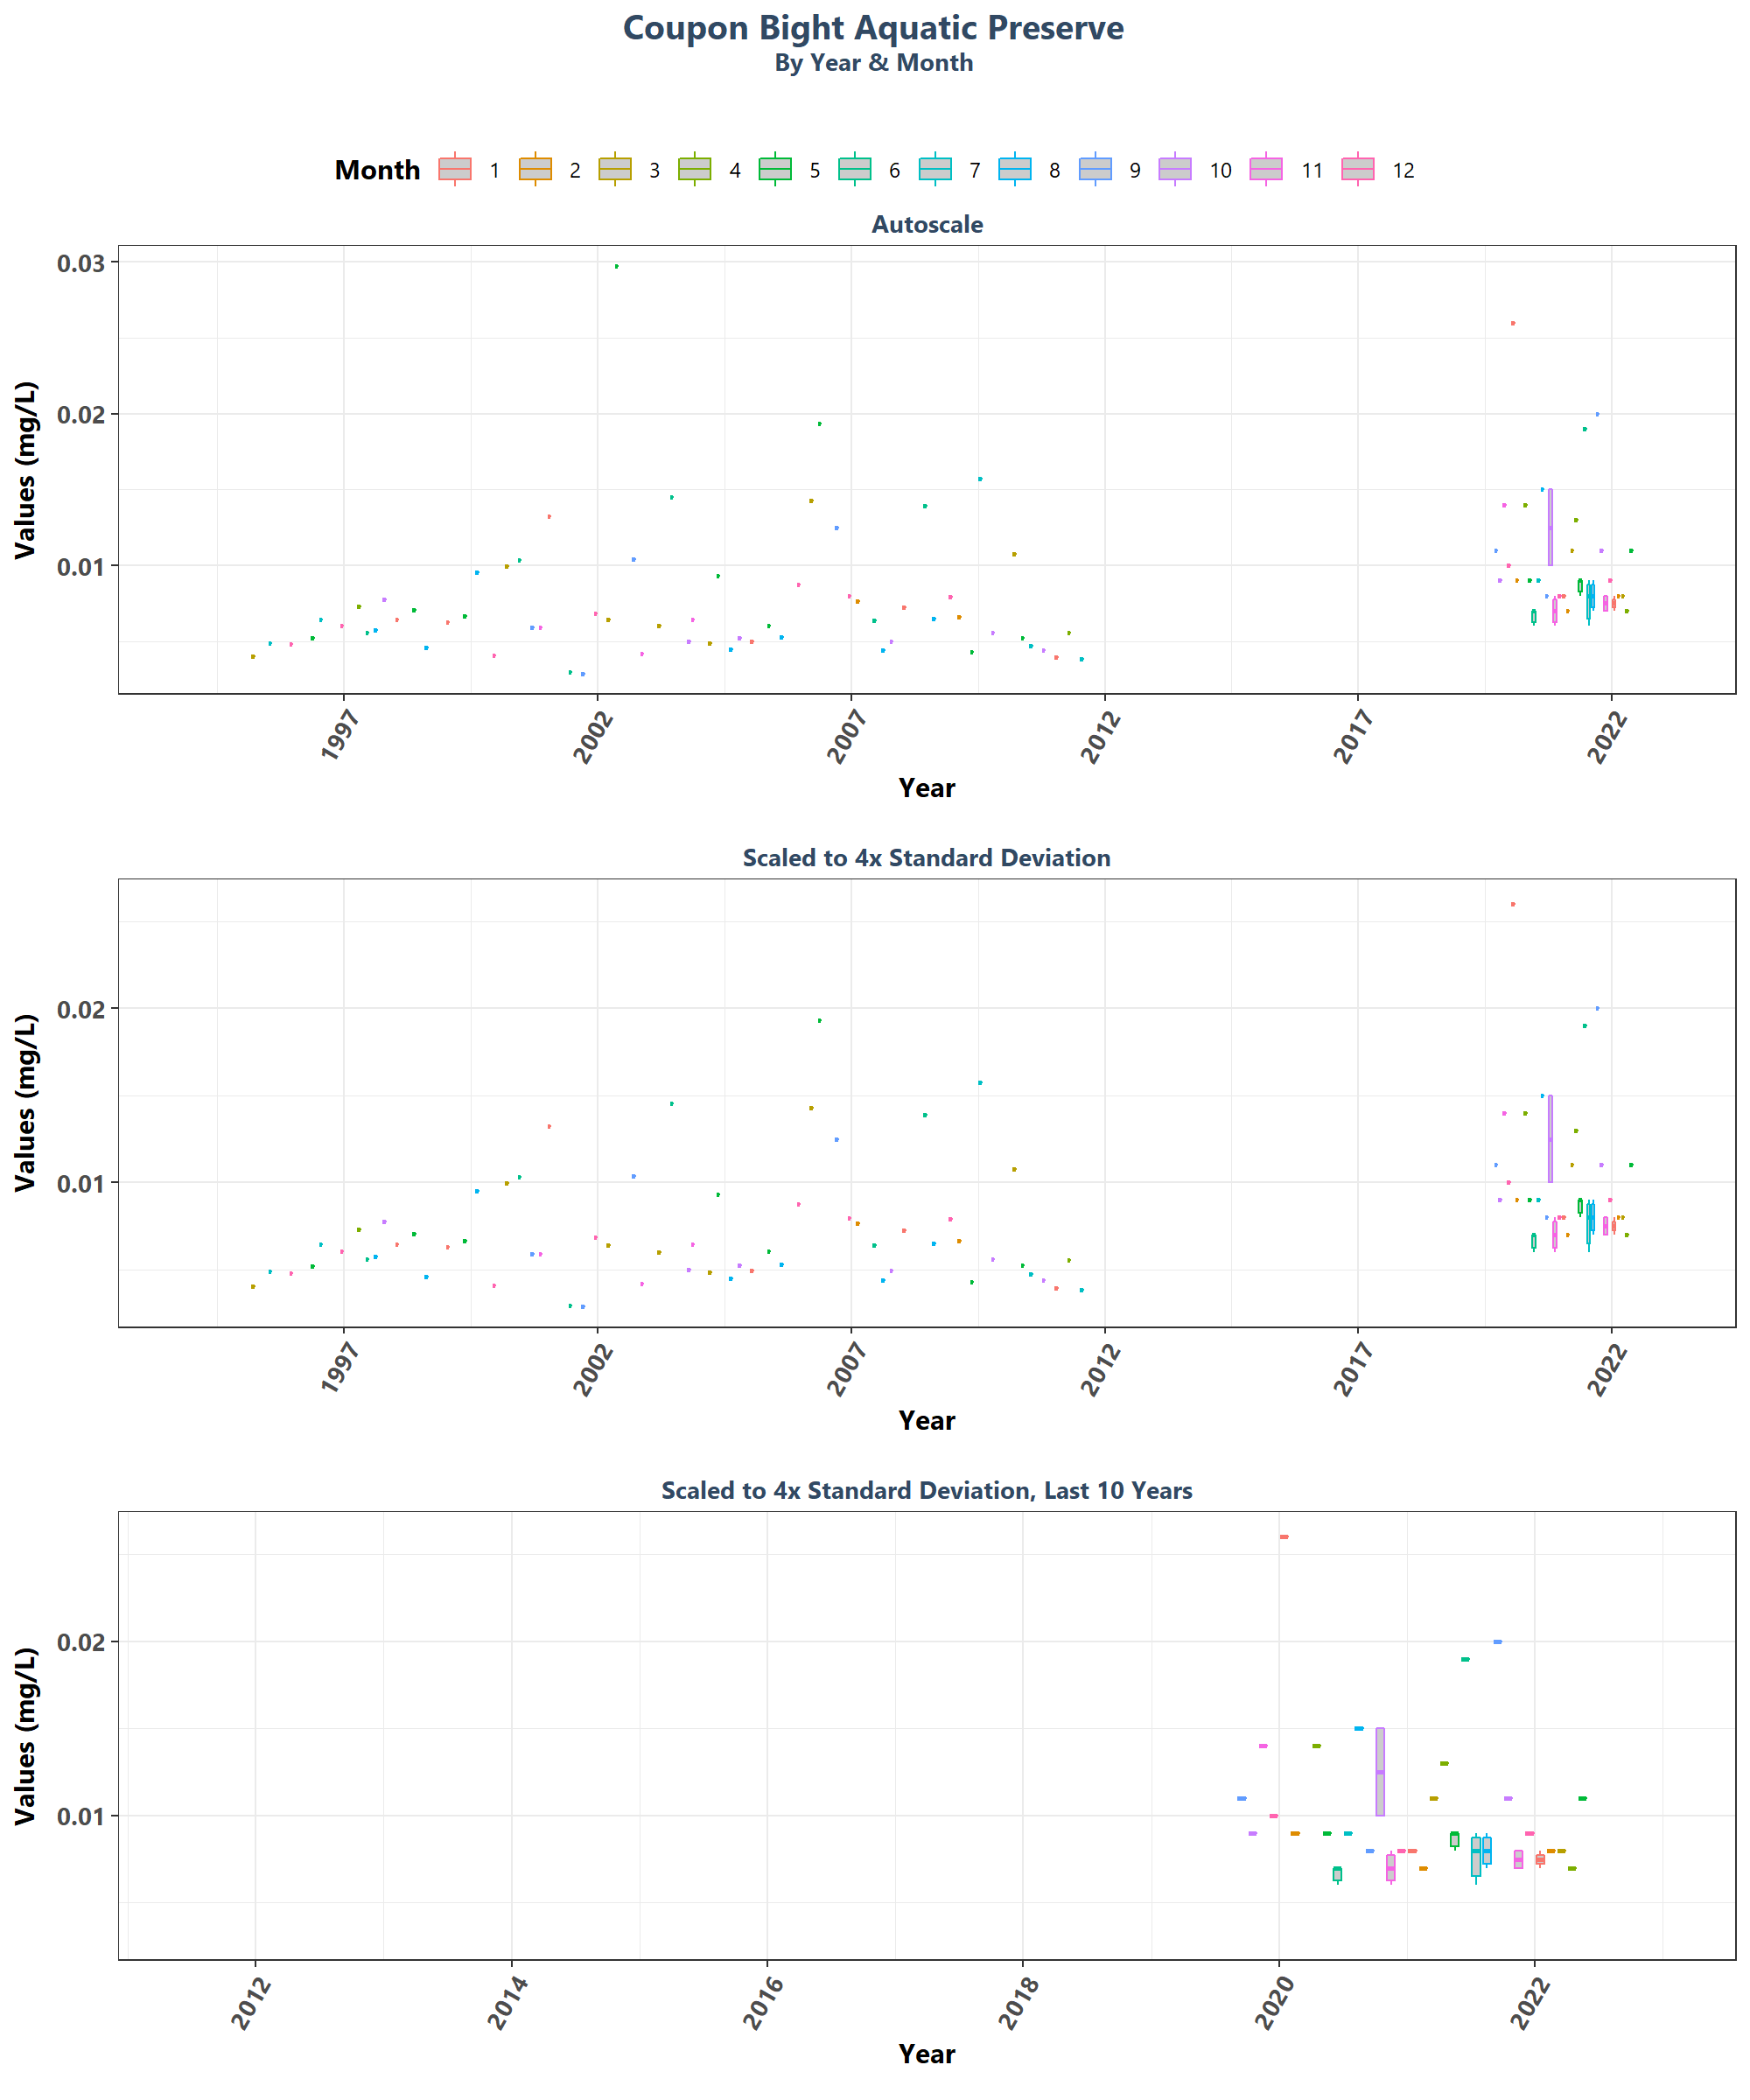 Coupon Bight Aquatic Preserve
By Year & Month
Month 1 2 3 4 5 6 7 8 9 10 11 12
Autoscale
Values (mg/L)
0.03
0.02
0.01
1997 2002 2007 2012 2017 2022
Year
Scaled to 4x Standard Deviation
Values (mg/L)
0.02
0.01
1997 2002 2007 2012 2017 2022
Year
Scaled to 4x Standard Deviation, Last 10 Years
Values (mg/L)
0.02
0.01
2012 2014 2016 2018 2020 2022
Year